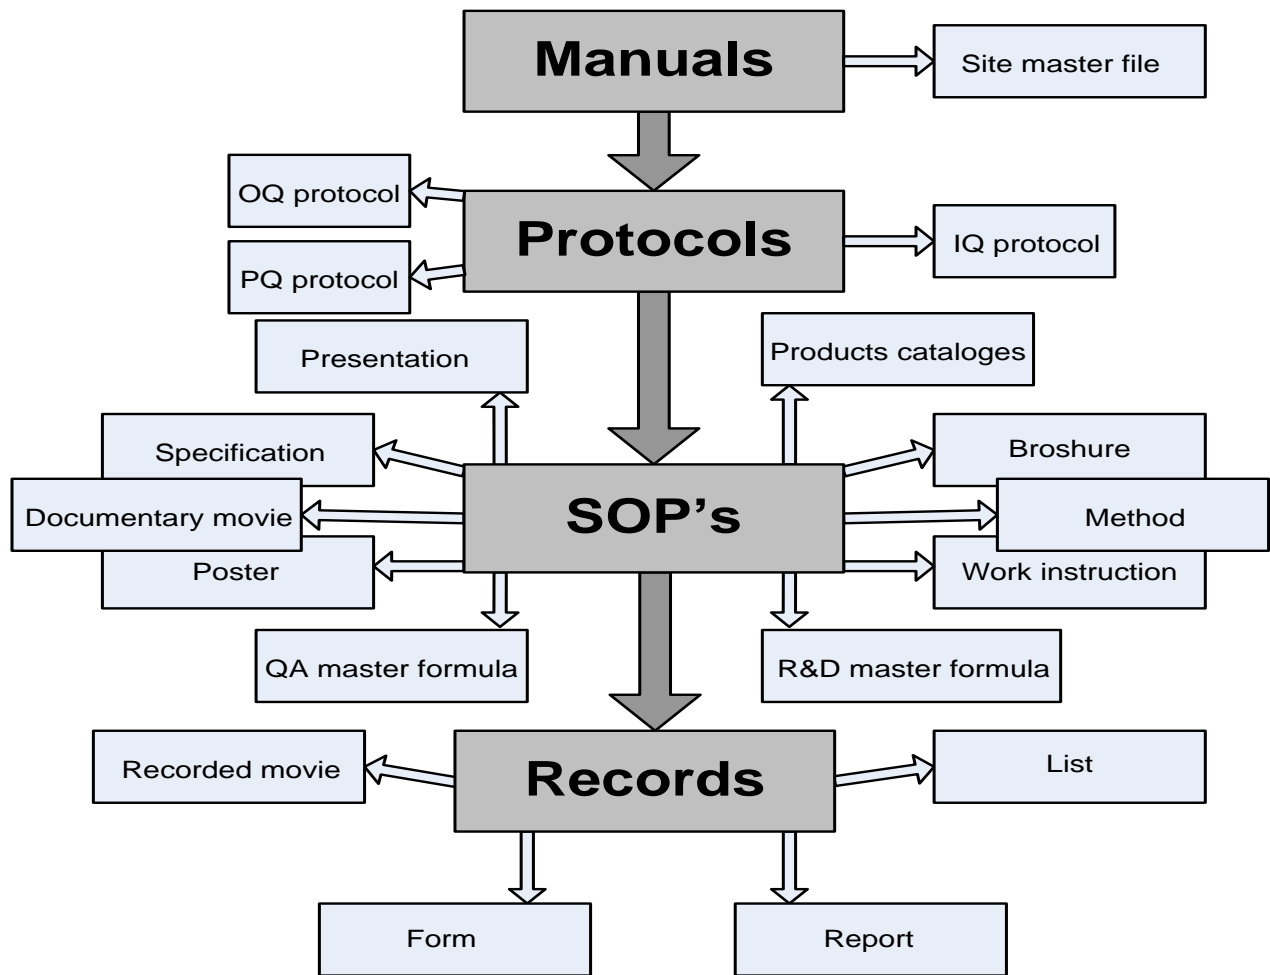 Manuals
Site master file
OQ protocol
Protocols
IQ protocol
PQ protocol
Presentation
Products cataloges
Specification
Broshure
Documentary movie
SOP's
Method
Poster
Work instruction
QA master formula
R&D master formula
Recorded movie
Records
List
Form
Report